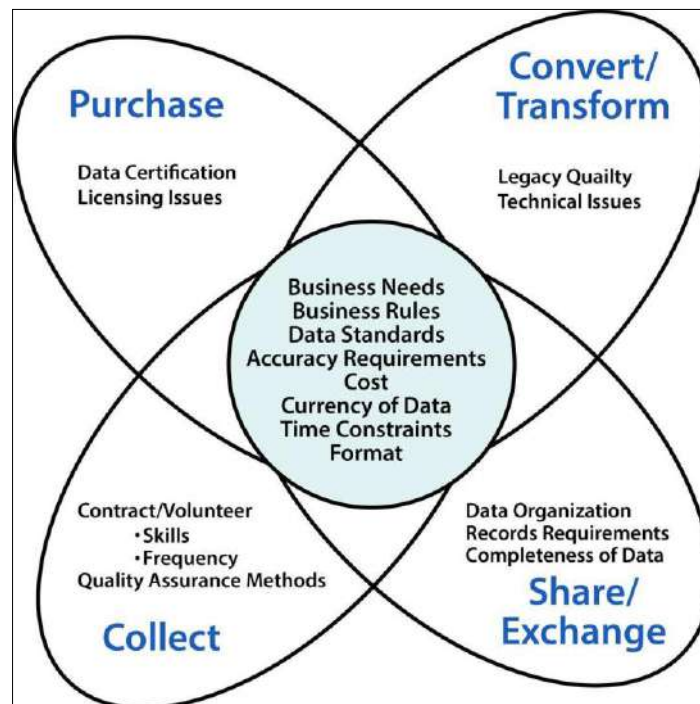 Purchase
Data Certification
Licensing Issues
Convert/
Transform
Legacy Quailty
Technical Issues
Business Needs
Business Rules
Data Standards
Accuracy Requirements
Cost
Currency of Data
Time Constraints
Format
Contract/Volunteer
•Skills
•Frequency
Quality Assurance Methods
Collect
Data Organization
Records Requirements
Completeness of Data
Share/
Exchange